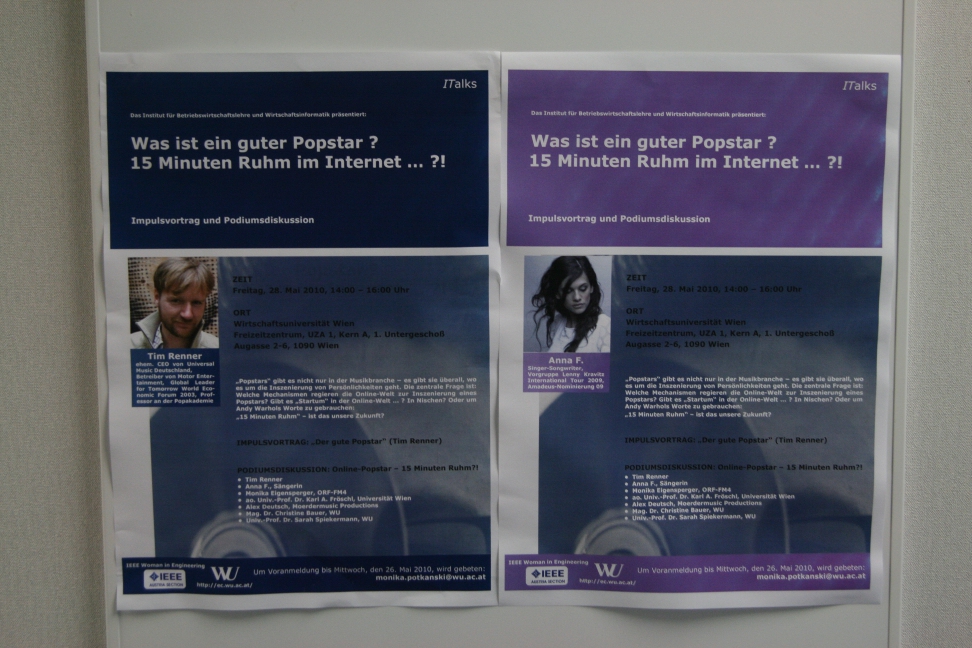 ITalks
Das Institut für Betriebswirtschaftslehre und Wirtschaftsinformatik präsentiert:
Was ist ein guter Popstar ?
15 Minuten Ruhm im Internet ... ?!
Impulsvortrag und Podiumsdiskussion
Tim Renner
ehem. CEO von Universal
Music Deutschland,
Betreiber von Motor Enter-
tainment, Global Leader
for Tomorrow World Eco-
nomic Forum 2003, Prof-
essor an der Popakademie
ZEIT
Freitag, 28. Mai 2010, 14:00 – 16:00 Uhr
ORT
Wirtschaftsuniversität Wien
Freizeitzentrum, UZA 1, Kern A, 1. Untergeschoß
Augasse 2-6, 1090 Wien
„Popstars“ gibt es nicht nur in der Musikbranche – es gibt sie überall, wo
es um die Inszenierung von Persönlichkeiten geht. Die zentrale Frage ist:
Welche Mechanismen regieren die Online-Welt zur Inszenierung eines
Popstars? Gibt es „Startum“ in der Online-Welt ... ? In Nischen? Oder um
Andy Warhols Worte zu gebrauchen:
„15 Minuten Ruhm“ – ist das unsere Zukunft?
IMPULSVORTRAG: „Der gute Popstar“ (Tim Renner)
PODIUMSDISKUSSION: Online-Popstar – 15 Minuten Ruhm?!
• Tim Renner
• Anna F., Sängerin
• Monika Eigensperger, ORF-FM4
• ao. Univ.-Prof. Dr. Karl A. Fröschl, Universität Wien
• Alex Deutsch, Moerdermusic Productions
• Mag. Dr. Christine Bauer, WU
• Univ.-Prof. Dr. Sarah Spiekermann, WU
IEEE Women in Engineering
IEEE
AUSTRIA SECTION
WU
http://ec.wu.ac.at/
Um Voranmeldung bis Mittwoch, den 26. Mai 2010, wird gebeten:
monika.potkanski@wu.ac.at
ITalks
Das Institut für Betriebswirtschaftslehre und Wirtschaftsinformatik präsentiert:
Was ist ein guter Popstar ?
15 Minuten Ruhm im Internet ... ?!
Impulsvortrag und Podiumsdiskussion
Anna F.
Singer-Songwriter,
Vorgruppe Lenny Kravitz
International Tour 2009,
Amadeus-Nominierung 09
ZEIT
Freitag, 28. Mai 2010, 14:00 – 16:00 Uhr
ORT
Wirtschaftsuniversität Wien
Freizeitzentrum, UZA 1, Kern A, 1. Untergeschoß
Augasse 2-6, 1090 Wien
„Popstars“ gibt es nicht nur in der Musikbranche – es gibt sie überall, wo
es um die Inszenierung von Persönlichkeiten geht. Die zentrale Frage ist:
Welche Mechanismen regieren die Online-Welt zur Inszenierung eines
Popstars? Gibt es „Startum“ in der Online-Welt ... ? In Nischen? Oder um
Andy Warhols Worte zu gebrauchen:
„15 Minuten Ruhm“ – ist das unsere Zukunft?
IMPULSVORTRAG: „Der gute Popstar“ (Tim Renner)
PODIUMSDISKUSSION: Online-Popstar – 15 Minuten Ruhm?!
• Tim Renner
• Anna F., Sängerin
• Monika Eigensperger, ORF-FM4
• ao. Univ.-Prof. Dr. Karl A. Fröschl, Universität Wien
• Alex Deutsch, Moerdermusic Productions
• Mag. Dr. Christine Bauer, WU
• Univ.-Prof. Dr. Sarah Spiekermann, WU
IEEE Woman in Engineering
IEEE
AUSTRIA SECTION
WU
http://ec.wu.ac.at/
Um Voranmeldung bis Mittwoch, den 26. Mai 2010, wird gebeten:
monika.potkanski@wu.ac.at